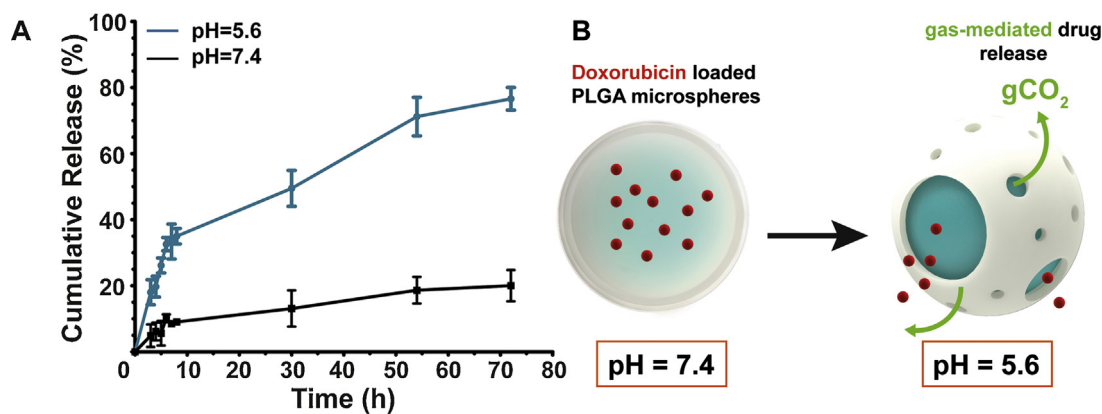 A
Cumulative Release (%)
100
80
60
40
20
0
10
20
30
40
50
60
70
80
Time (h)
pH=5.6
pH=7.4
B
Doxorubicin loaded
PLGA microspheres
gas-mediated drug
release
gCO₂
pH = 7.4
pH = 5.6